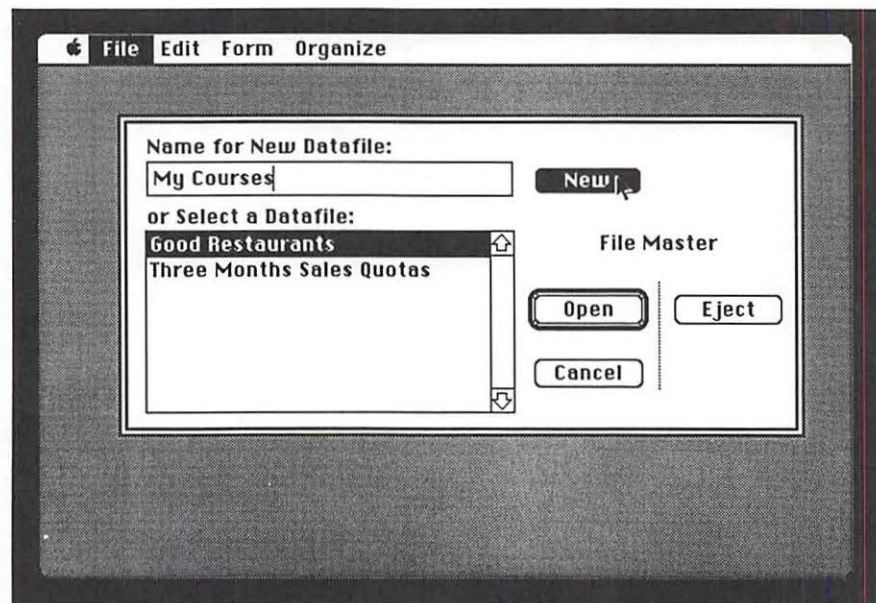 File Edit Form Organize
Name for New Datafile:
My Courses
New
or Select a Datafile:
Good Restaurants
Three Months Sales Quotas
File Master
Open
Eject
Cancel